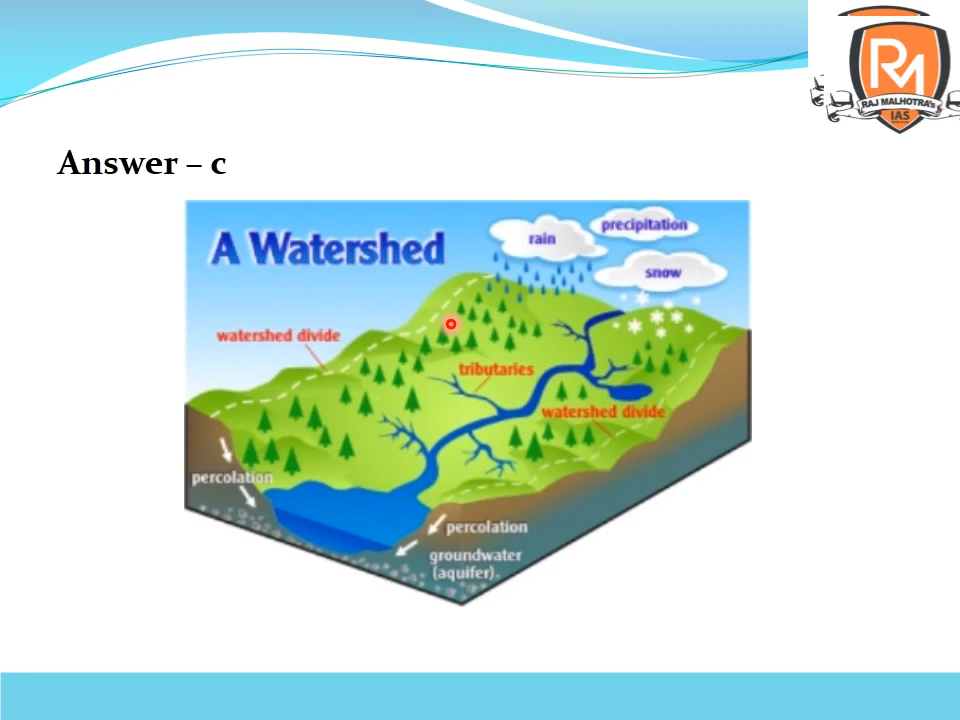 RM
RAJ MALHOTRA's
IAS
Answer – c
A Watershed
rain
precipitation
snow
watershed divide
tributaries
watershed divide
percolation
percolation
groundwater
(aquifer)